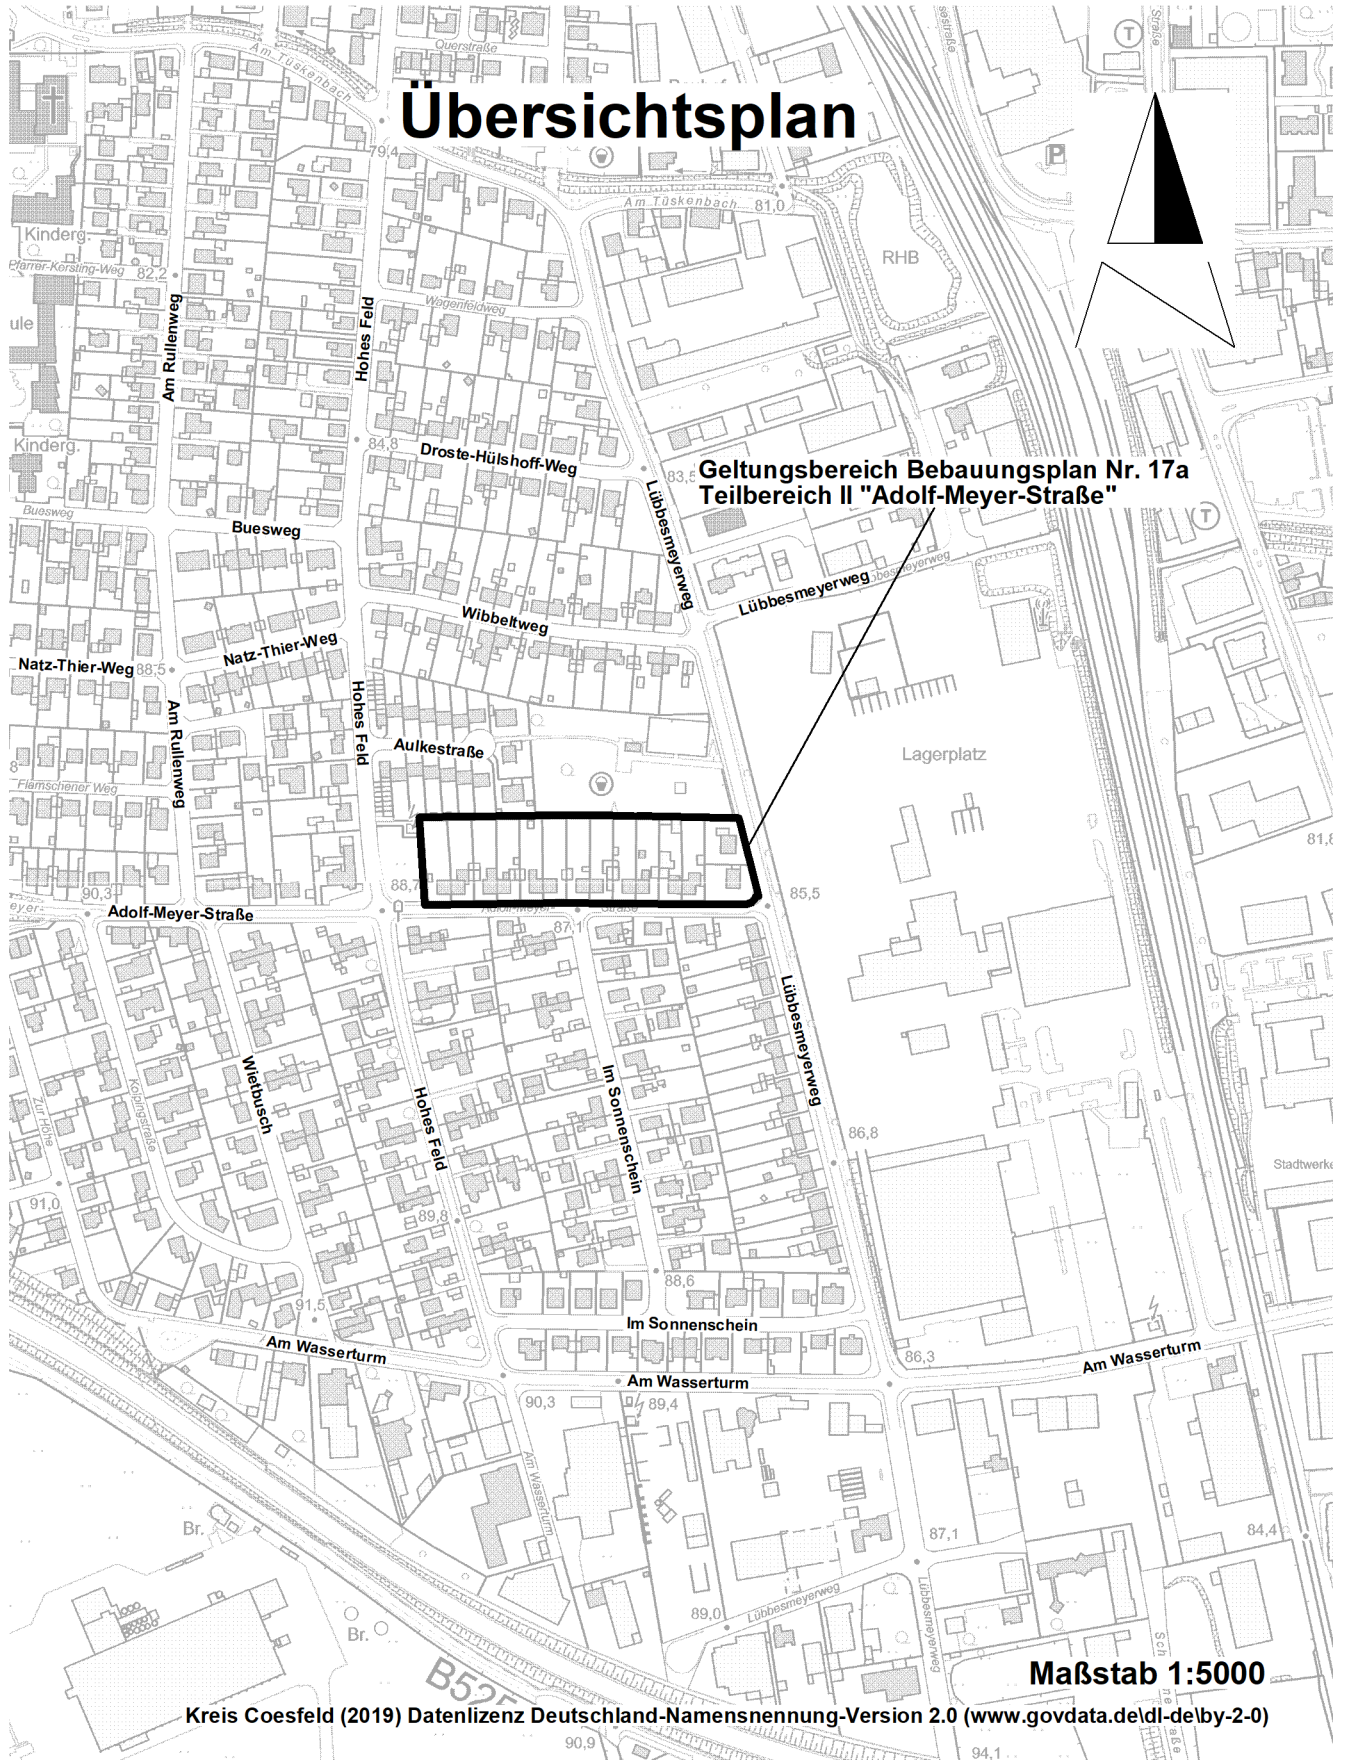 Querstraße
Am Tüskenbach
Übersichtsplan
T
79,4
P
Am Tüskenbach
81,0
Kinderg.
RHB
Pfarrer-Kersting-Weg
82,2
Wagenfeldweg
Am Rullenweg
Hohes Feld
ule
Kinderg.
84,8
Droste-Hülshoff-Weg
83,5
Geltungsbereich Bebauungsplan Nr. 17a
Teilbereich II "Adolf-Meyer-Straße"
Buesweg
Buesweg
T
Lübbesmeyerweg
Lübbesmeyerweg
Wibbeltweg
Natz-Thier-Weg
Natz-Thier-Weg
88,5
Am Rullenweg
Hohes Feld
Aulkestraße
Lagerplatz
Flamschener Weg
81,8
88,7
85,5
90,3
Adolf-Meyer-Straße
Adolf-Meyer-
Straße
87,1
Lübbesmeyerweg
Wietbusch
Im Sonnenschein
Hohes Feld
Zur Höhe
Kolpingstraße
86,8
Stadtwerke
91,0
89,8
88,6
91,5
Im Sonnenschein
Am Wasserturm
86,3
Am Wasserturm
Am Wasserturm
90,3
89,4
Am Wasserturm
Br.
87,1
84,4
Lübbesmeyerweg
89,0
Lübbesmeyerweg
Br.
B525
Maßstab 1:5000
Kreis Coesfeld (2019) Datenlizenz Deutschland-Namensnennung-Version 2.0 (www.govdata.de\dl-de\by-2-0)
90,9
94,1